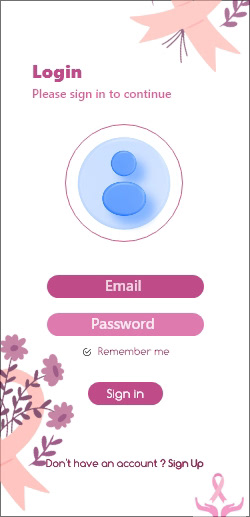 Login
Please sign in to continue
Email
Password
Remember me
Sign in
Don't have an account ? Sign Up